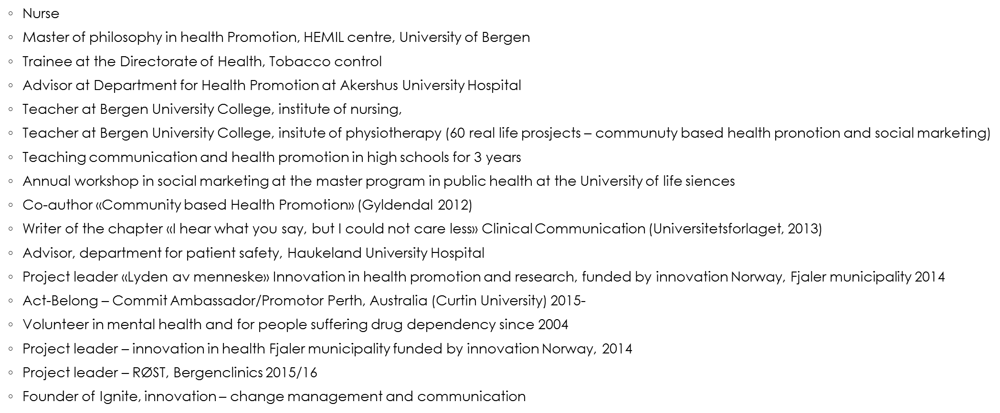 ◦ Nurse
◦ Master of philosophy in health Promotion, HEMIL centre, University of Bergen
◦ Trainee at the Directorate of Health, Tobacco control
◦ Advisor at Department for Health Promotion at Akershus University Hospital
◦ Teacher at Bergen University College, institute of nursing,
◦ Teacher at Bergen University College, insitute of physiotherapy (60 real life prosjects – communuty based health pronotion and social marketing)
◦ Teaching communication and health promotion in high schools for 3 years
◦ Annual workshop in social marketing at the master program in public health at the University of life siences
◦ Co-author «Community based Health Promotion» (Gyldendal 2012)
◦ Writer of the chapter «I hear what you say, but I could not care less» Clinical Communication (Universitetsforlaget, 2013)
◦ Advisor, department for patient safety, Haukeland University Hospital
◦ Project leader «Lyden av menneske» Innovation in health promotion and research, funded by innovation Norway, Fjaler municipality 2014
◦ Act-Belong – Commit Ambassador/Promotor Perth, Australia (Curtin University) 2015-
◦ Volunteer in mental health and for people suffering drug dependency since 2004
◦ Project leader – innovation in health Fjaler municipality funded by innovation Norway, 2014
◦ Project leader – RØST, Bergenclinics 2015/16
◦ Founder of Ignite, innovation – change management and communication